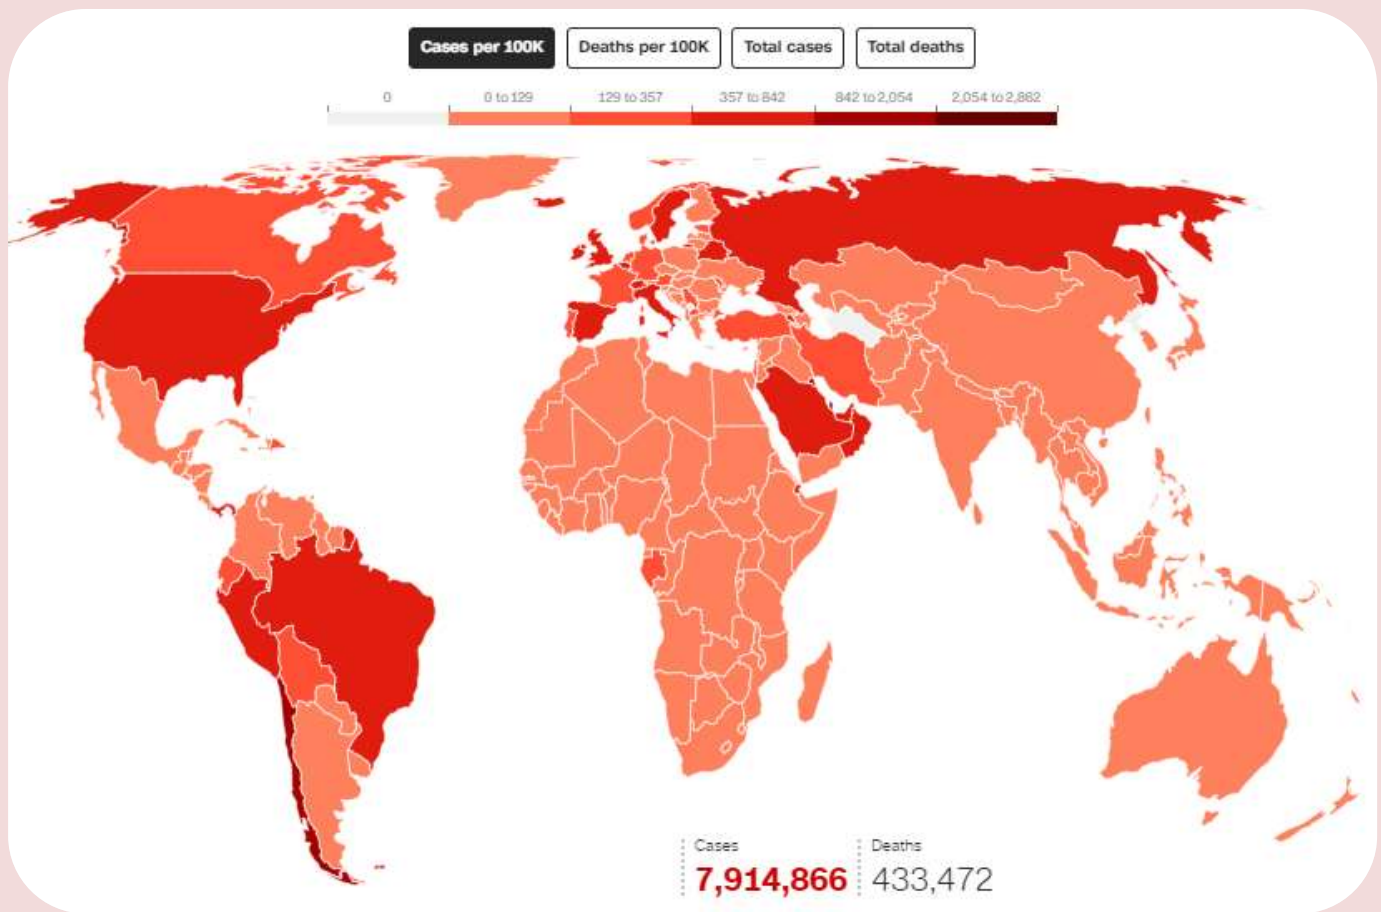 Cases per 100K Deaths per 100K Total cases Total deaths
0 0 to 129 129 to 357 357 to 842 842 to 2,054 2,054 to 2,862
Cases Deaths
7,914,866 433,472